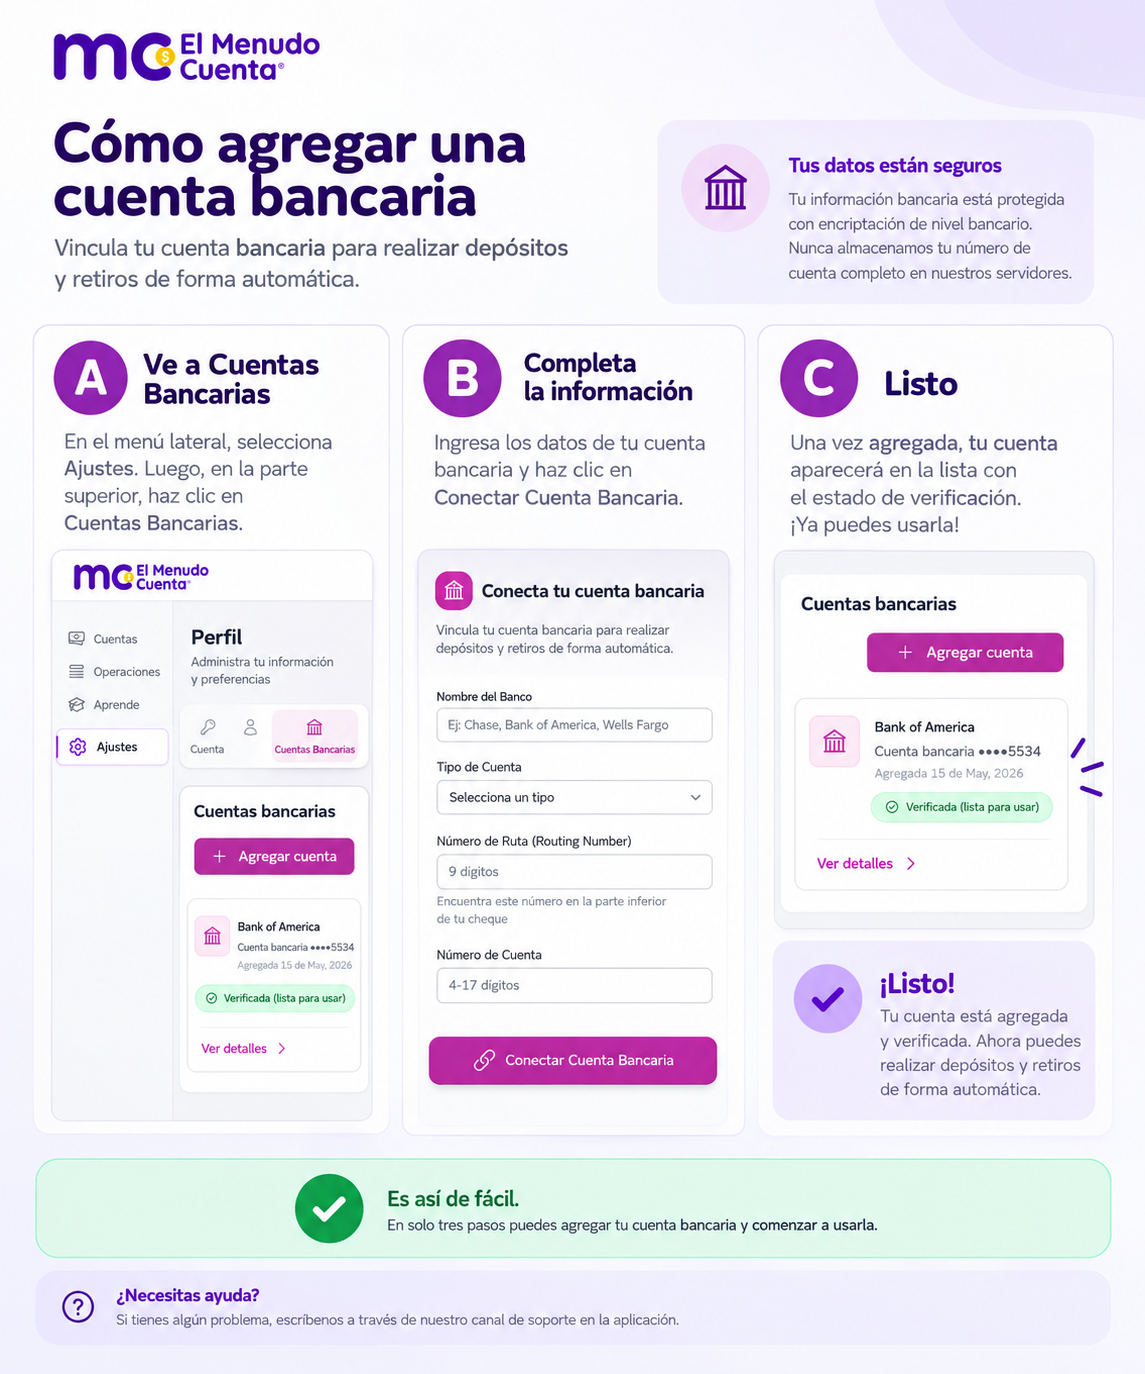 mc El Menudo
Cuenta®
Cómo agregar una
cuenta bancaria
Vincula tu cuenta bancaria para realizar depósitos
y retiros de forma automática.
Tus datos están seguros
Tu información bancaria está protegida
con encriptación de nivel bancario.
Nunca almacenamos tu número de
cuenta completo en nuestros servidores.
A
Ve a Cuentas
Bancarias
En el menú lateral, selecciona
Ajustes. Luego, en la parte
superior, haz clic en
Cuentas Bancarias.
mc El Menudo
Cuenta®
Cuentas
Operaciones
Aprende
Ajustes
Perfil
Administra tu información
y preferencias
Cuenta
Cuentas Bancarias
Cuentas bancarias
+ Agregar cuenta
Bank of America
Cuenta bancaria ••••5534
Agregada 15 de May, 2026
Verificada (lista para usar)
Ver detalles >
B
Completa
la información
Ingresa los datos de tu cuenta
bancaria y haz clic en
Conectar Cuenta Bancaria.
Conecta tu cuenta bancaria
Vincula tu cuenta bancaria para realizar
depósitos y retiros de forma automática.
Nombre del Banco
Ej: Chase, Bank of America, Wells Fargo
Tipo de Cuenta
Selecciona un tipo
Número de Ruta (Routing Number)
9 dígitos
Encuentra este número en la parte inferior
de tu cheque
Número de Cuenta
4-17 dígitos
Conectar Cuenta Bancaria
C
Listo
Una vez agregada, tu cuenta
aparecerá en la lista con
el estado de verificación.
¡Ya puedes usarla!
Cuentas bancarias
+ Agregar cuenta
Bank of America
Cuenta bancaria ••••5534
Agregada 15 de May, 2026
Verificada (lista para usar)
Ver detalles >
¡Listo!
Tu cuenta está agregada
y verificada. Ahora puedes
realizar depósitos y retiros
de forma automática.
Es así de fácil.
En solo tres pasos puedes agregar tu cuenta bancaria y comenzar a usarla.
¿Necesitas ayuda?
Si tienes algún problema, escríbenos a través de nuestro canal de soporte en la aplicación.